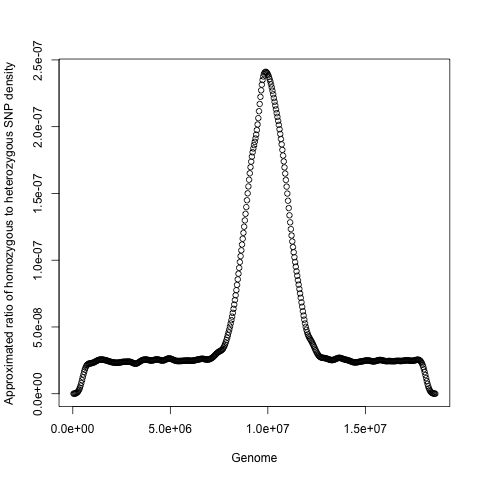 Approximated ratio of homozygous to heterozygous SNP density
2.5e-07
2.0e-07
1.5e-07
1.0e-07
5.0e-08
0.0e+00
0.0e+00 5.0e+06 1.0e+07 1.5e+07
Genome